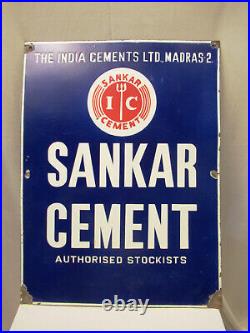 THE INDIA CEMENTS LTD., MADRAS-2.
SANKAR
I C
CEMENT
SANKAR
CEMENT
AUTHORISED STOCKISTS